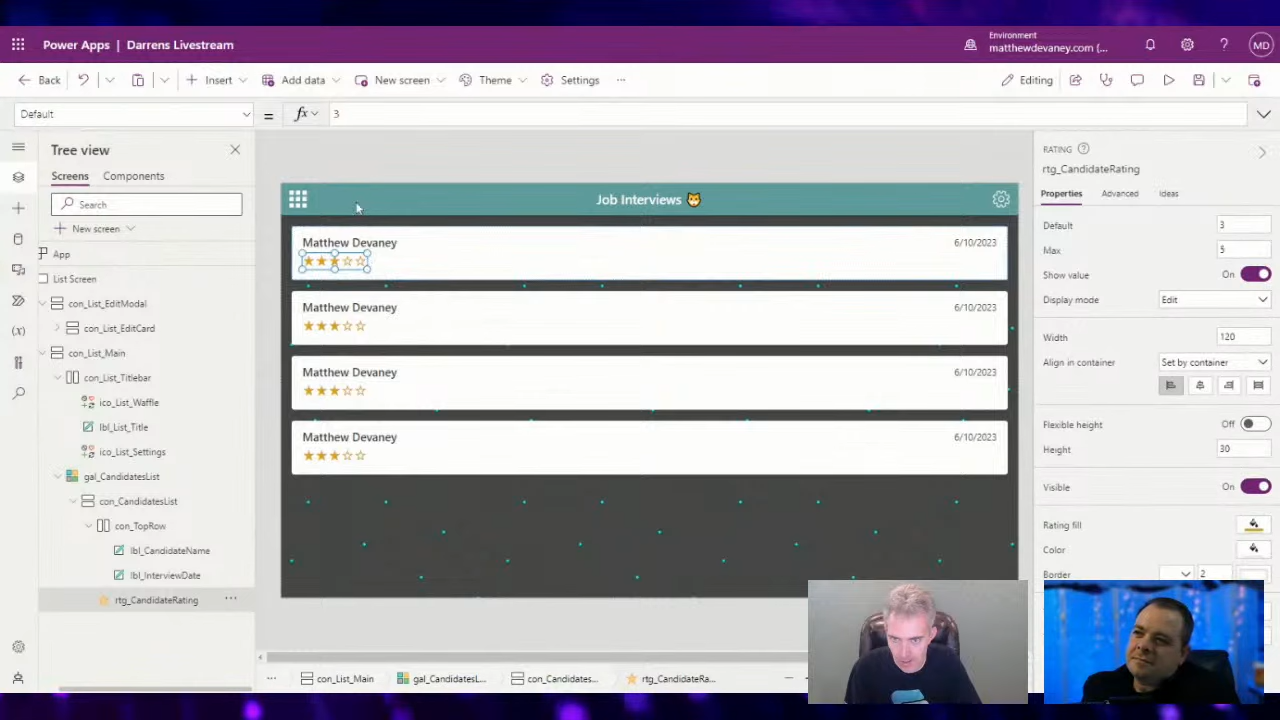 Power Apps | Darrens Livestream
Environment
matthewdevaney.com (...
MD
Back
Insert
Add data
New screen
Theme
Settings
...
Editing
Default
=
fx
3
Tree view
Screens
Components
Search
New screen
App
List Screen
con_List_EditModal
con_List_EditCard
con_List_Main
con_List_Titlebar
ico_List_Waffle
lbl_List_Title
ico_List_Settings
gal_CandidatesList
con_CandidatesList
con_TopRow
lbl_CandidateName
lbl_InterviewDate
rtg_CandidateRating
...
Job Interviews
Matthew Devaney
6/10/2023
Matthew Devaney
6/10/2023
Matthew Devaney
6/10/2023
Matthew Devaney
6/10/2023
RATING
rtg_CandidateRating
Properties
Advanced
Ideas
Default
3
Max
5
Show value
On
Display mode
Edit
Width
120
Align in container
Set by container
Flexible height
Off
Height
30
Visible
On
Rating fill
Color
Border
2
...
con_List_Main
gal_CandidatesL...
con_Candidates...
rtg_CandidateRa...